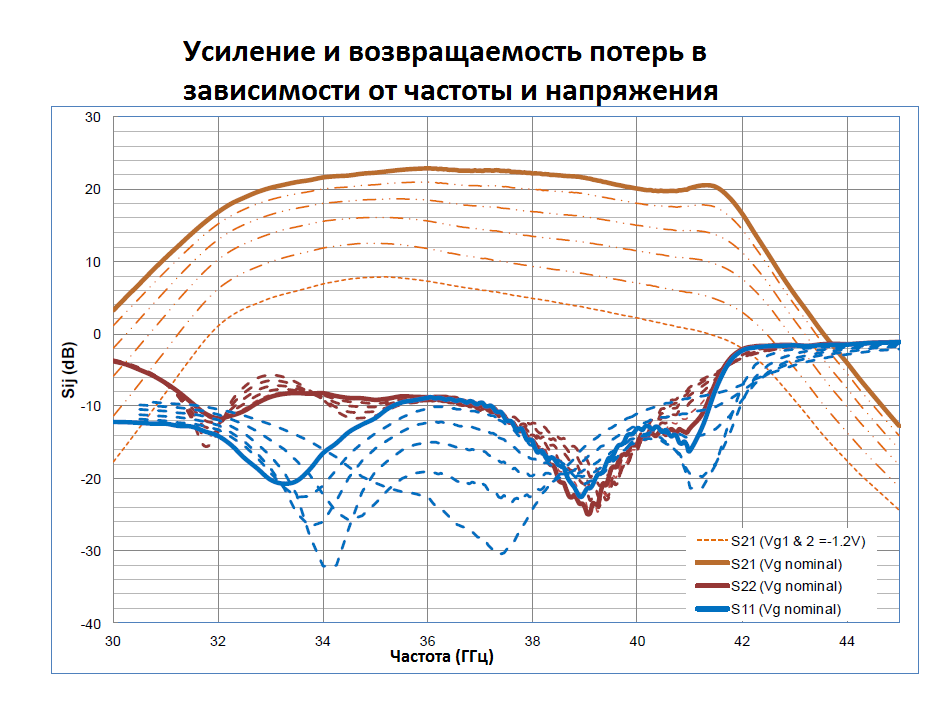 Усиление и возвращаемость потерь в
зависимости от частоты и напряжения
30
20
10
0
-10
-20
-30
-40
Sij (dB)
S21 (Vg1 & 2 =-1.2V)
S21 (Vg nominal)
S22 (Vg nominal)
S11 (Vg nominal)
30 32 34 36 38 40 42 44
Частота (ГГц)